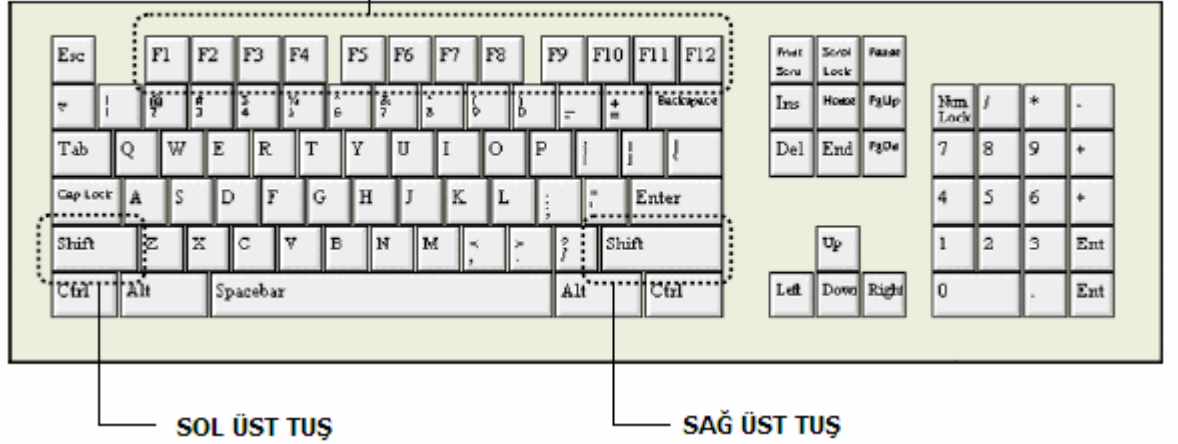 Esc F1 F2 F3 F4 F5 F6 F7 F8 F9 F10 F11 F12 Print Scrn Scrol Lock Pause
Backspace Ins Home PgUp Num Lock / * -
Tab Q W E R T Y U I O P Del End PgDn 7 8 9 +
Cap Lock A S D F G H J K L ; Enter 4 5 6 +
Shift Z X C V B N M Shift Up 1 2 3 Ent
Ctrl Alt Spacebar Alt Ctrl Left Down Right 0 . Ent
SOL ÜST TUŞ SAĞ ÜST TUŞ